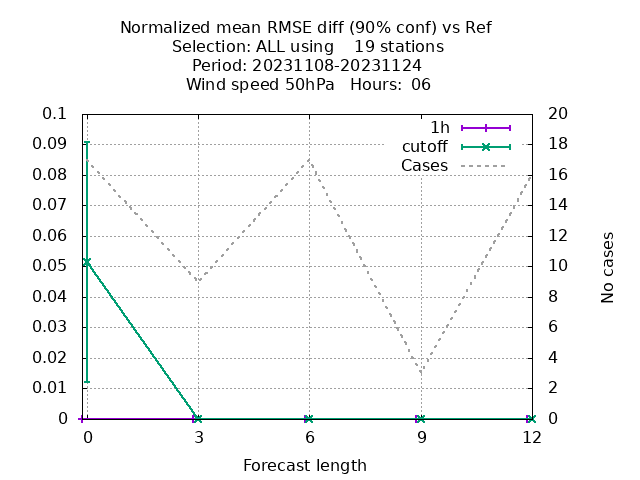 Normalized mean RMSE diff (90% conf) vs Ref
Selection: ALL using    19 stations
Period: 20231108-20231124
Wind speed 50hPa   Hours:  06
0.1
0.09
0.08
0.07
0.06
0.05
0.04
0.03
0.02
0.01
0
20
18
16
14
12
10
8
6
4
2
0
1h
cutoff
Cases
No cases
0 3 6 9 12
Forecast length